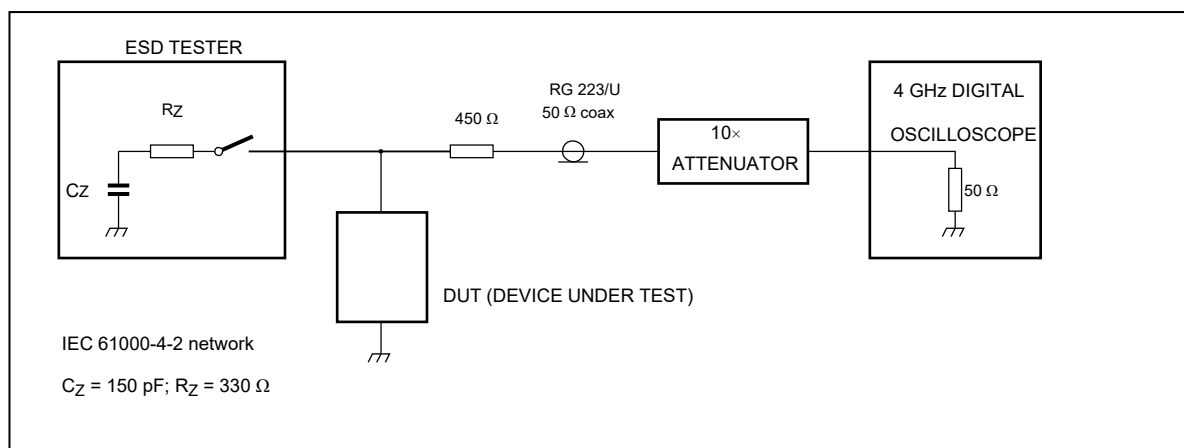 ESD TESTER
RZ
CZ
450 Ω
RG 223/U
50 Ω coax
10×
ATTENUATOR
4 GHz DIGITAL
OSCILLOSCOPE
50 Ω
DUT (DEVICE UNDER TEST)
IEC 61000-4-2 network
CZ = 150 pF; RZ = 330 Ω